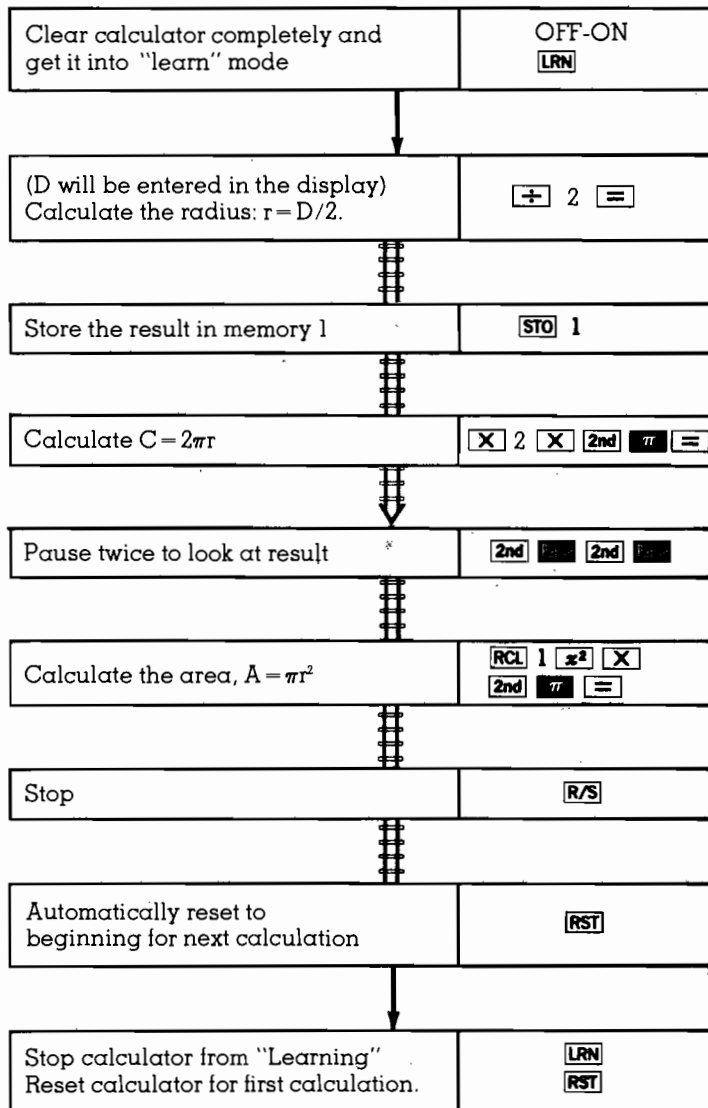 Clear calculator completely and
get it into "learn" mode
OFF-ON
LRN
(D will be entered in the display)
Calculate the radius: r = D/2.
÷ 2 =
Store the result in memory 1
STO 1
Calculate C = 2πr
X 2 X 2nd π =
Pause twice to look at result
2nd 2nd
Calculate the area, A = πr²
RCL 1 x² X
2nd π =
Stop
R/S
Automatically reset to
beginning for next calculation
RST
Stop calculator from "Learning"
Reset calculator for first calculation.
LRN
RST